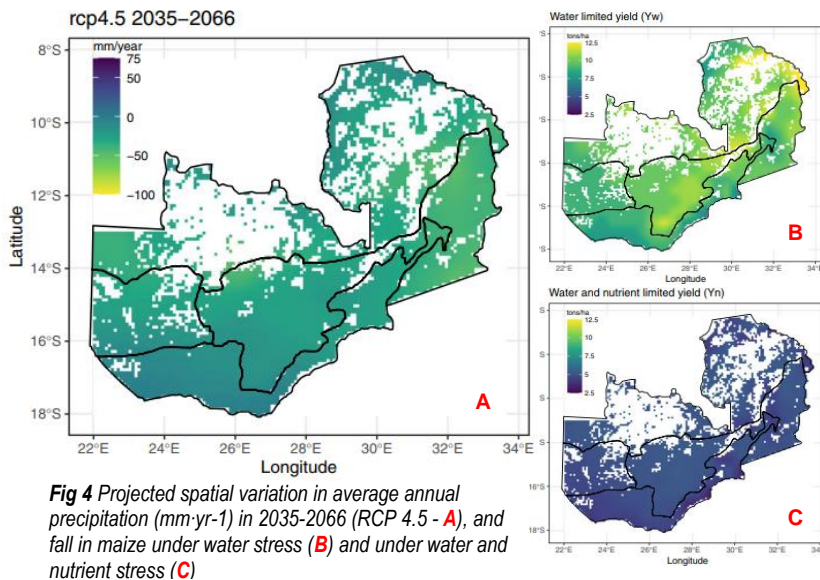 rcp4.5 2035−2066
mm/year
75
50
0
−50
−100
8°S
10°S
12°S
14°S
16°S
18°S
Latitude
22°E 24°E 26°E 28°E 30°E 32°E 34°E
Longitude
A
Water limited yield (Yw)
tons/ha
12.5
10
7.5
5
2.5
22°E 24°E 26°E 28°E 30°E 32°E 34°E
Longitude
B
Water and nutrient limited yield (Yn)
tons/ha
12.5
10
7.5
5
2.5
16°S
18°S
22°E 24°E 26°E 28°E 30°E 32°E 34°E
Longitude
C
Fig 4 Projected spatial variation in average annual
precipitation (mm·yr-1) in 2035-2066 (RCP 4.5 - A), and
fall in maize under water stress (B) and under water and
nutrient stress (C)